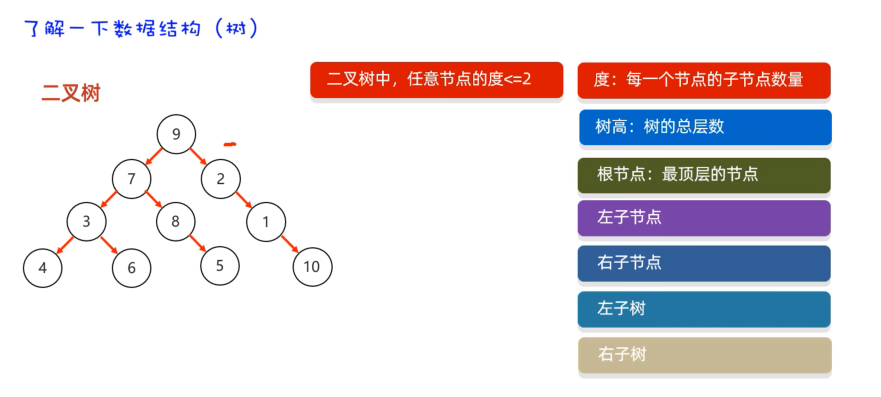 了解一下数据结构（树）
二叉树
二叉树中，任意节点的度<=2
度：每一个节点的子节点数量
树高：树的总层数
根节点：最顶层的节点
左子节点
右子节点
左子树
右子树
9
7
2
3
8
1
4
6
5
10